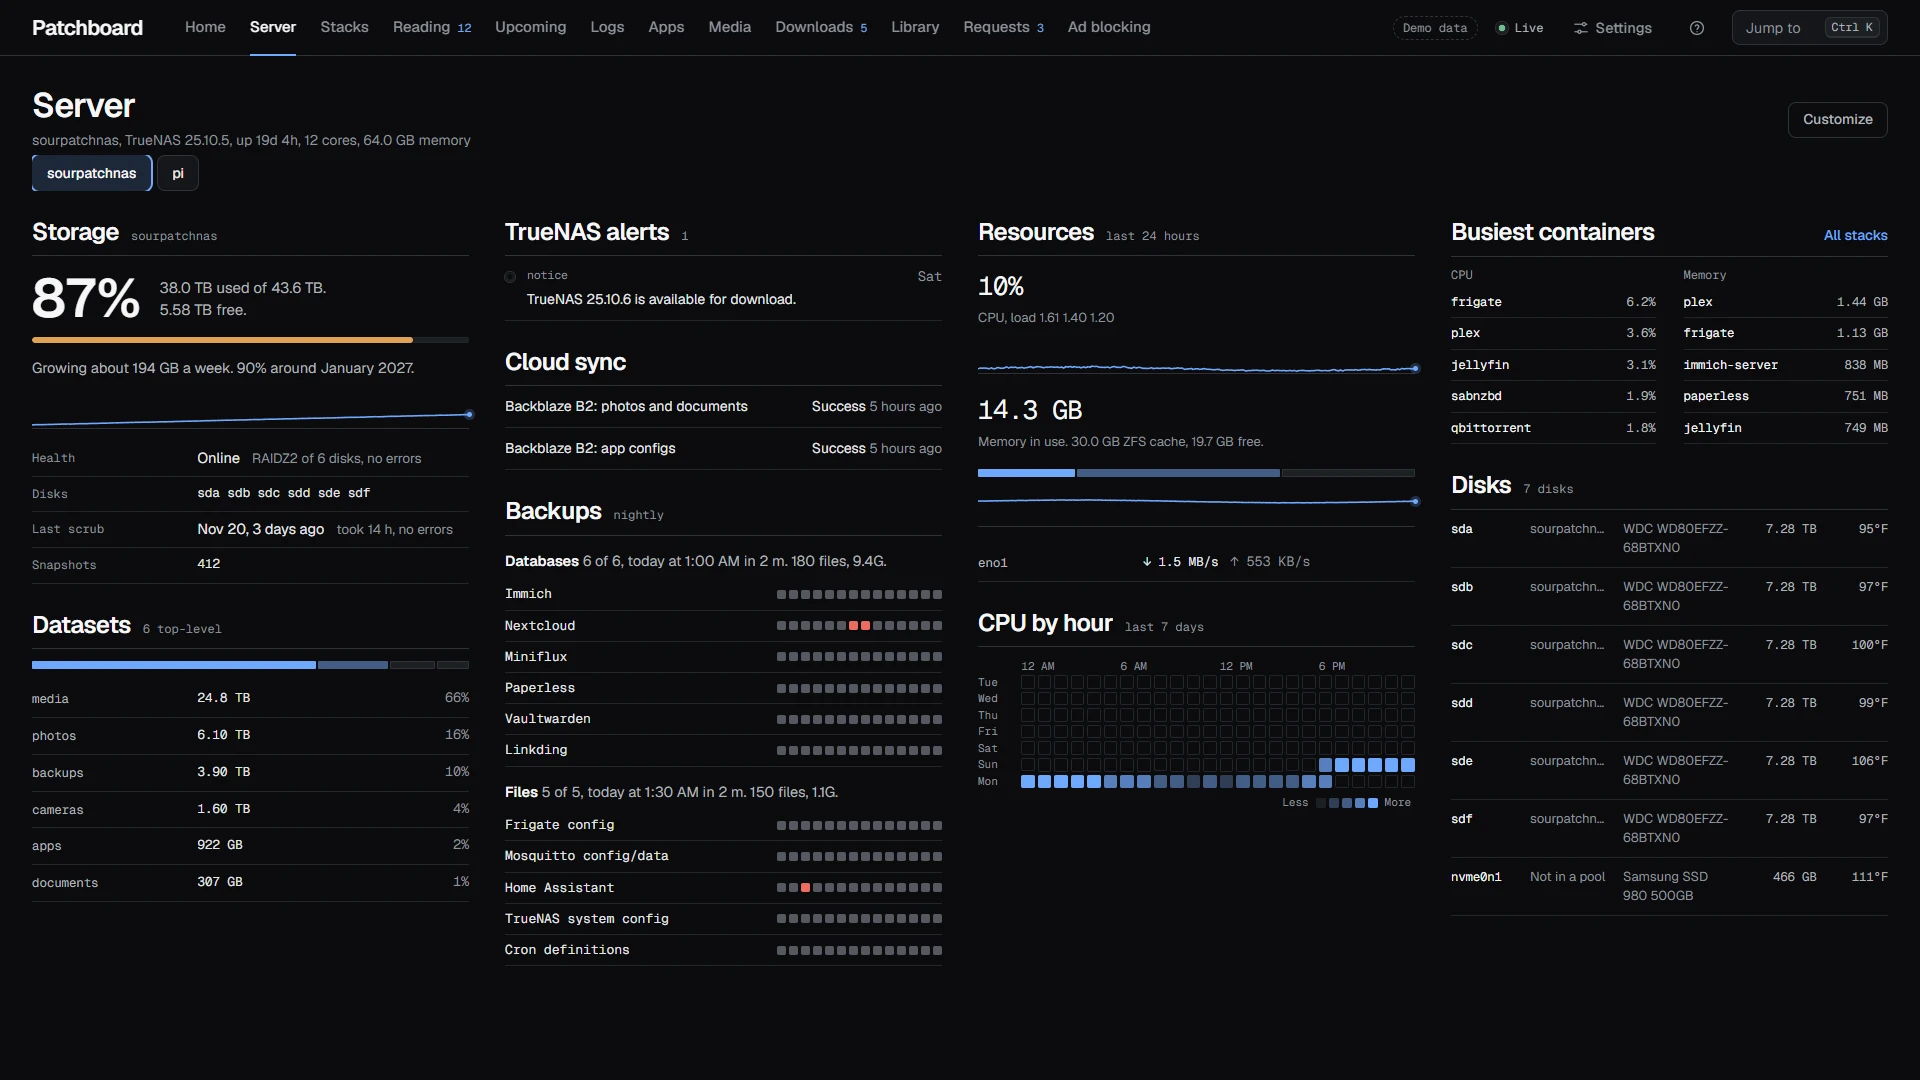 Patchboard
Home Server Stacks Reading 12 Upcoming Logs Apps Media Downloads 5 Library Requests 3 Ad blocking
Demo data Live Settings Jump to Ctrl K
Server
sourpatchnas, TrueNAS 25.10.5, up 19d 4h, 12 cores, 64.0 GB memory
Customize
sourpatchnas pi
Storage sourpatchnas
87%
38.0 TB used of 43.6 TB.
5.58 TB free.
Growing about 194 GB a week. 90% around January 2027.
Health Online RAIDZ2 of 6 disks, no errors
Disks sda sdb sdc sdd sde sdf
Last scrub Nov 20, 3 days ago took 14 h, no errors
Snapshots 412
Datasets 6 top-level
media 24.8 TB 66%
photos 6.10 TB 16%
backups 3.90 TB 10%
cameras 1.60 TB 4%
apps 922 GB 2%
documents 307 GB 1%
TrueNAS alerts 1
notice Sat
TrueNAS 25.10.6 is available for download.
Cloud sync
Backblaze B2: photos and documents Success 5 hours ago
Backblaze B2: app configs Success 5 hours ago
Backups nightly
Databases 6 of 6, today at 1:00 AM in 2 m. 180 files, 9.4G.
Immich
Nextcloud
Miniflux
Paperless
Vaultwarden
Linkding
Files 5 of 5, today at 1:30 AM in 2 m. 150 files, 1.1G.
Frigate config
Mosquitto config/data
Home Assistant
TrueNAS system config
Cron definitions
Resources last 24 hours
10%
CPU, load 1.61 1.40 1.20
14.3 GB
Memory in use. 30.0 GB ZFS cache, 19.7 GB free.
eno1 ↓ 1.5 MB/s ↑ 553 KB/s
CPU by hour last 7 days
12 AM 6 AM 12 PM 6 PM
Tue
Wed
Thu
Fri
Sat
Sun
Mon
Less More
Busiest containers All stacks
CPU Memory
frigate 6.2% plex 1.44 GB
plex 3.6% frigate 1.13 GB
jellyfin 3.1% immich-server 838 MB
sabnzbd 1.9% paperless 751 MB
qbittorrent 1.8% jellyfin 749 MB
Disks 7 disks
sda sourpatchn... WDC WD80EFZZ- 7.28 TB 95°F
68BTXN0
sdb sourpatchn... WDC WD80EFZZ- 7.28 TB 97°F
68BTXN0
sdc sourpatchn... WDC WD80EFZZ- 7.28 TB 100°F
68BTXN0
sdd sourpatchn... WDC WD80EFZZ- 7.28 TB 99°F
68BTXN0
sde sourpatchn... WDC WD80EFZZ- 7.28 TB 106°F
68BTXN0
sdf sourpatchn... WDC WD80EFZZ- 7.28 TB 97°F
68BTXN0
nvme0n1 Not in a pool Samsung SSD 466 GB 111°F
980 500GB